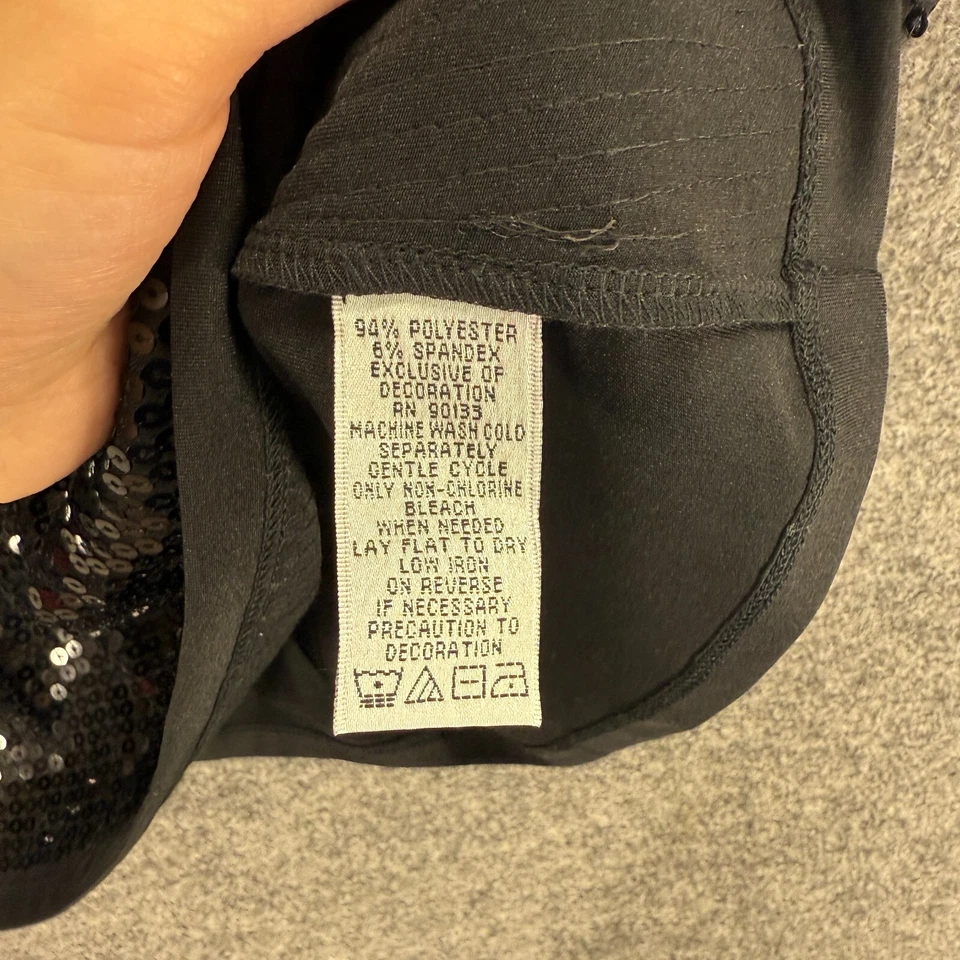 94% POLYESTER
6% SPANDEX
EXCLUSIVE OF
DECORATION
RN 90133
MACHINE WASH COLD
SEPARATELY
GENTLE CYCLE
ONLY NON-CHLORINE
BLEACH
WHEN NEEDED
LAY FLAT TO DRY
LOW IRON
ON REVERSE
IF NECESSARY
PRECAUTION TO
DECORATION